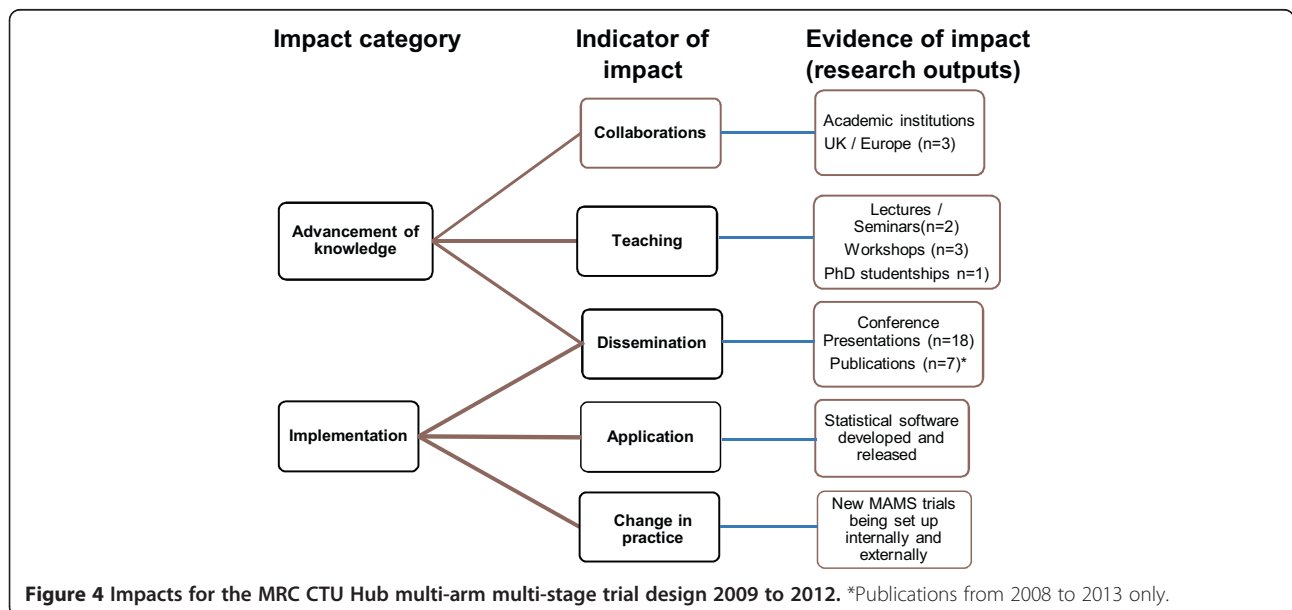 Impact category
Indicator of
impact
Evidence of impact
(research outputs)
Collaborations
Academic institutions
UK / Europe (n=3)
Advancement of
knowledge
Teaching
Lectures /
Seminars(n=2)
Workshops (n=3)
PhD studentships n=1)
Dissemination
Conference
Presentations (n=18)
Publications (n=7)*
Implementation
Application
Statistical software
developed and
released
Change in
practice
New MAMS trials
being set up
internally and
externally
Figure 4 Impacts for the MRC CTU Hub multi-arm multi-stage trial design 2009 to 2012. *Publications from 2008 to 2013 only.